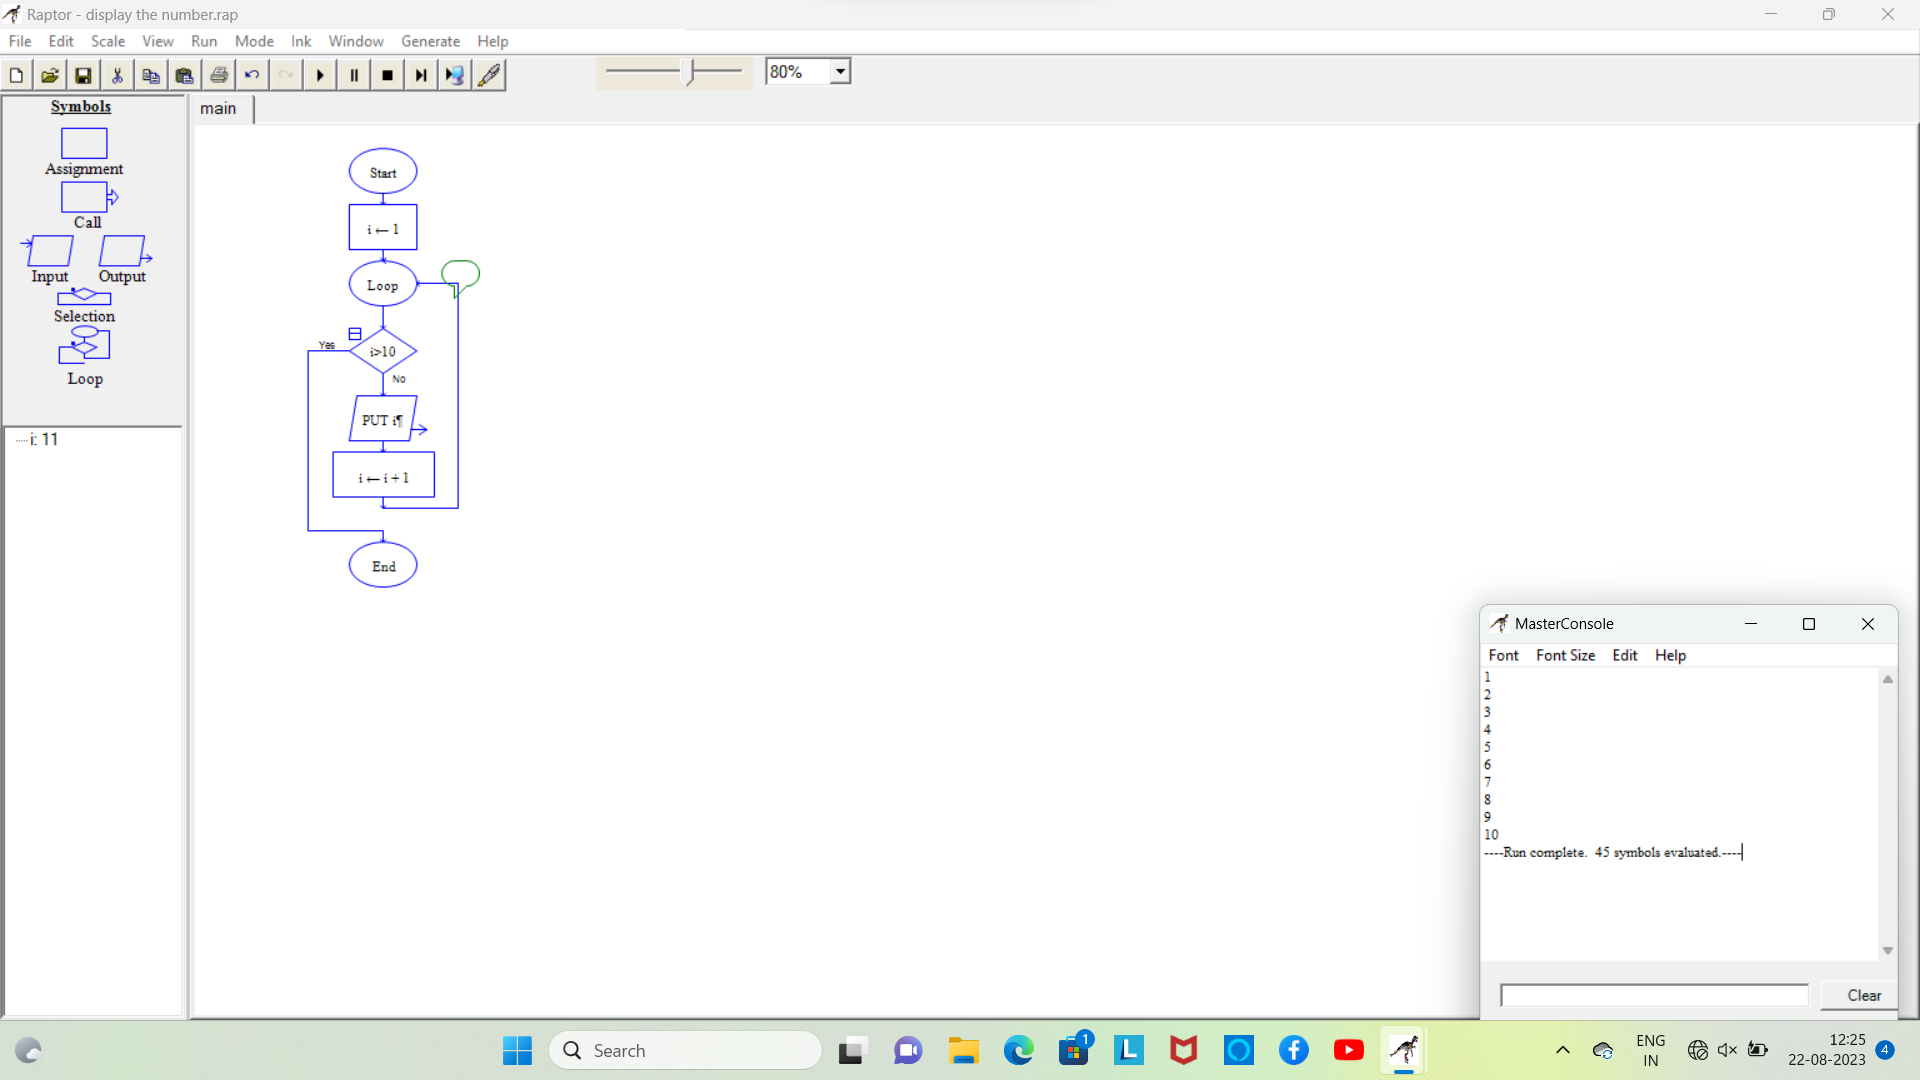 Raptor - display the number.rap
File Edit Scale View Run Mode Ink Window Generate Help
80%
Symbols
Assignment
Call
Input Output
Selection
Loop
i: 11
main
Start
i ← 1
Loop
Yes
i>10
No
PUT i¶
i ← i + 1
End
MasterConsole
Font Font Size Edit Help
1
2
3
4
5
6
7
8
9
10
----Run complete. 45 symbols evaluated.----
Clear
Search
1
L
ENG
IN
12:25
22-08-2023
4